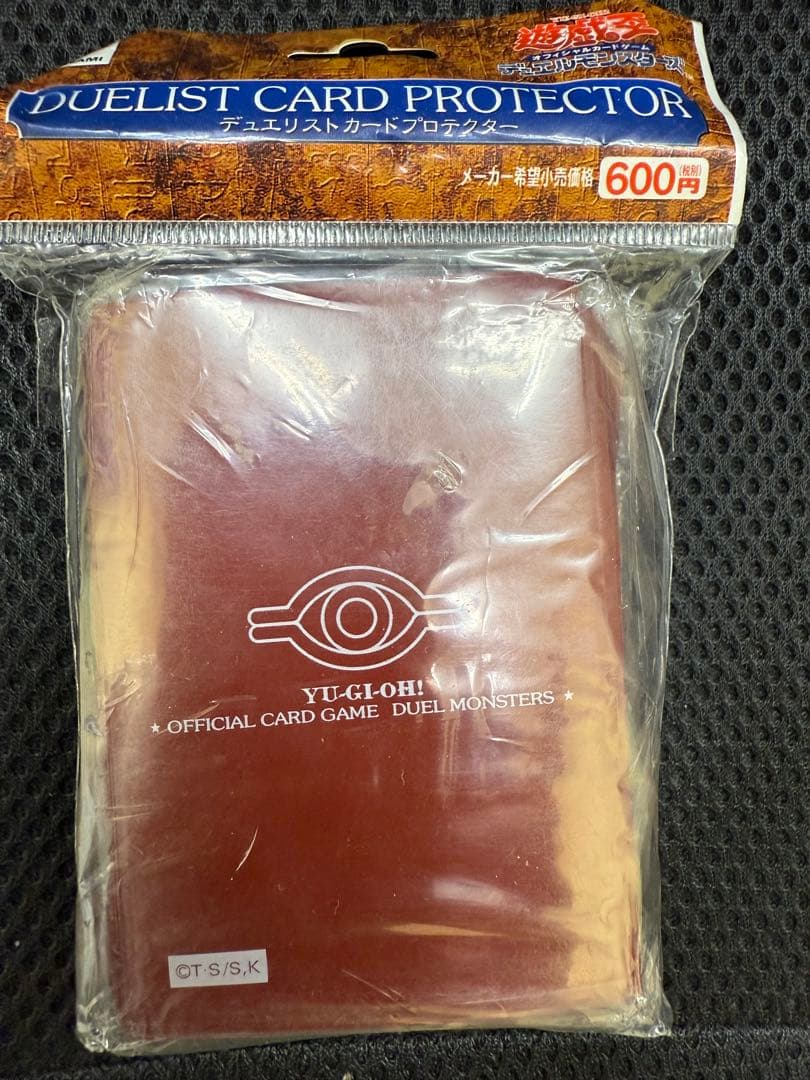 遊戯王
オフィシャルカードゲーム
デュエルモンスターズ
DUELIST CARD PROTECTOR
デュエリストカードプロテクター
メーカー希望小売価格 600円(税別)
YU-GI-OH!
★ OFFICIAL CARD GAME DUEL MONSTERS ★
©T·S/S,K